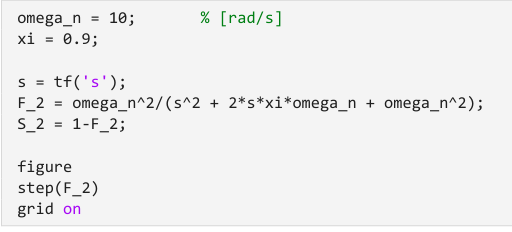 omega_n = 10;       % [rad/s]
xi = 0.9;
s = tf('s');
F_2 = omega_n^2/(s^2 + 2*s*xi*omega_n + omega_n^2);
S_2 = 1-F_2;
figure
step(F_2)
grid on